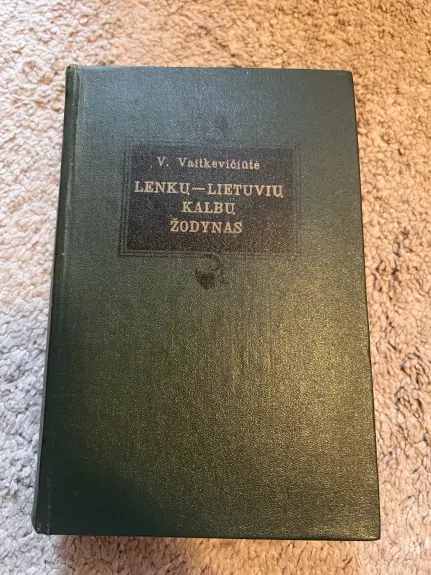 V. Vaitkevičiūtė
LENKŲ—LIETUVIŲ
KALBŲ
ŽODYNAS